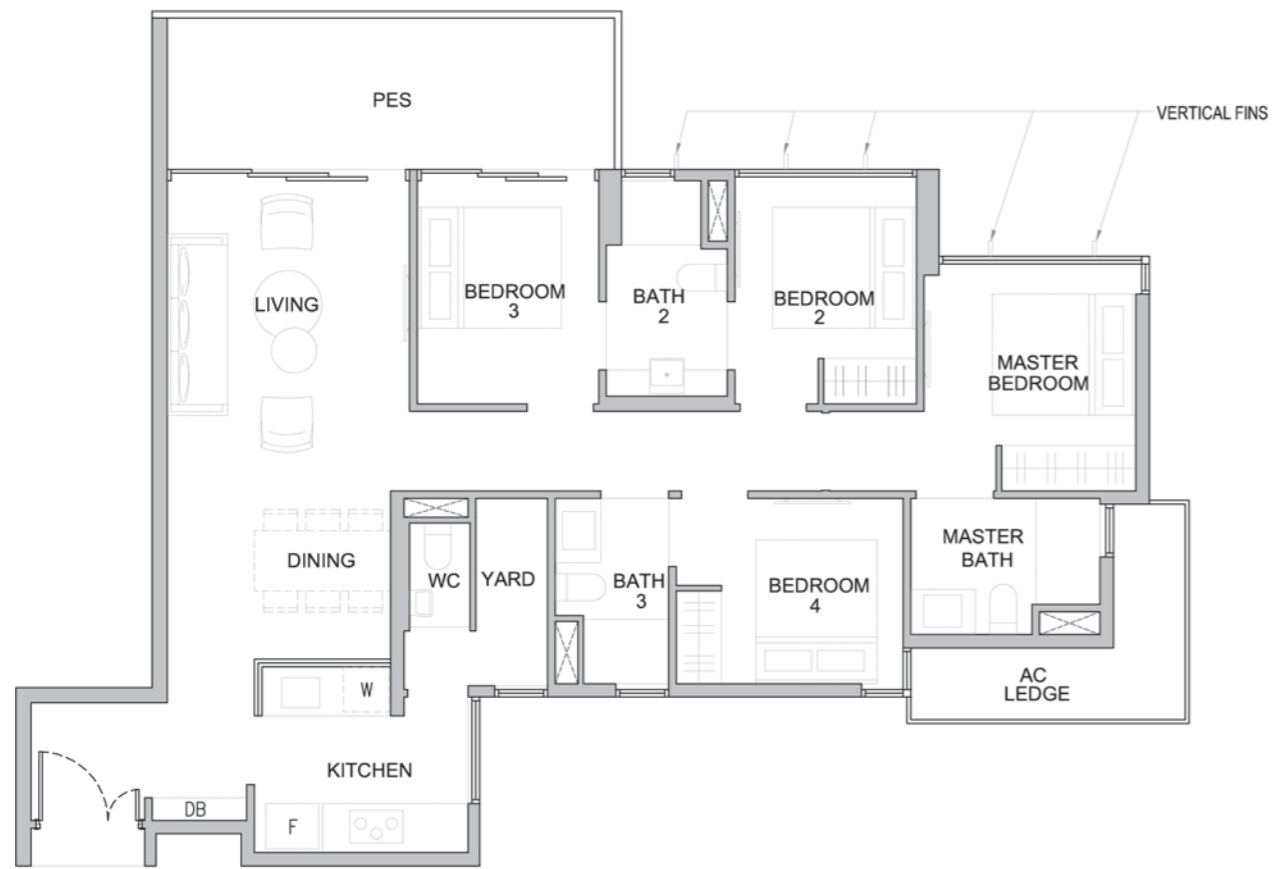 PES
VERTICAL FINS
LIVING
BEDROOM
3
BATH
2
BEDROOM
2
MASTER
BEDROOM
DINING
WC
YARD
BATH
3
BEDROOM
4
MASTER
BATH
W
AC
LEDGE
KITCHEN
DB
F